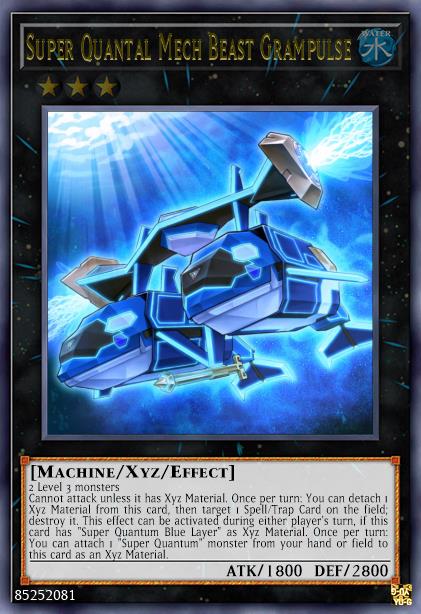 Super Quantal Mech Beast Grampulse
WATER
水
[Machine/Xyz/Effect]
2 Level 3 monsters
Cannot attack unless it has Xyz Material. Once per turn: You can detach 1
Xyz Material from this card, then target 1 Spell/Trap Card on the field;
destroy it. This effect can be activated during either player's turn, if this
card has "Super Quantum Blue Layer" as Xyz Material. Once per turn:
You can attach 1 "Super Quantum" monster from your hand or field to
this card as an Xyz Material.
ATK/1800 DEF/2800
85252081